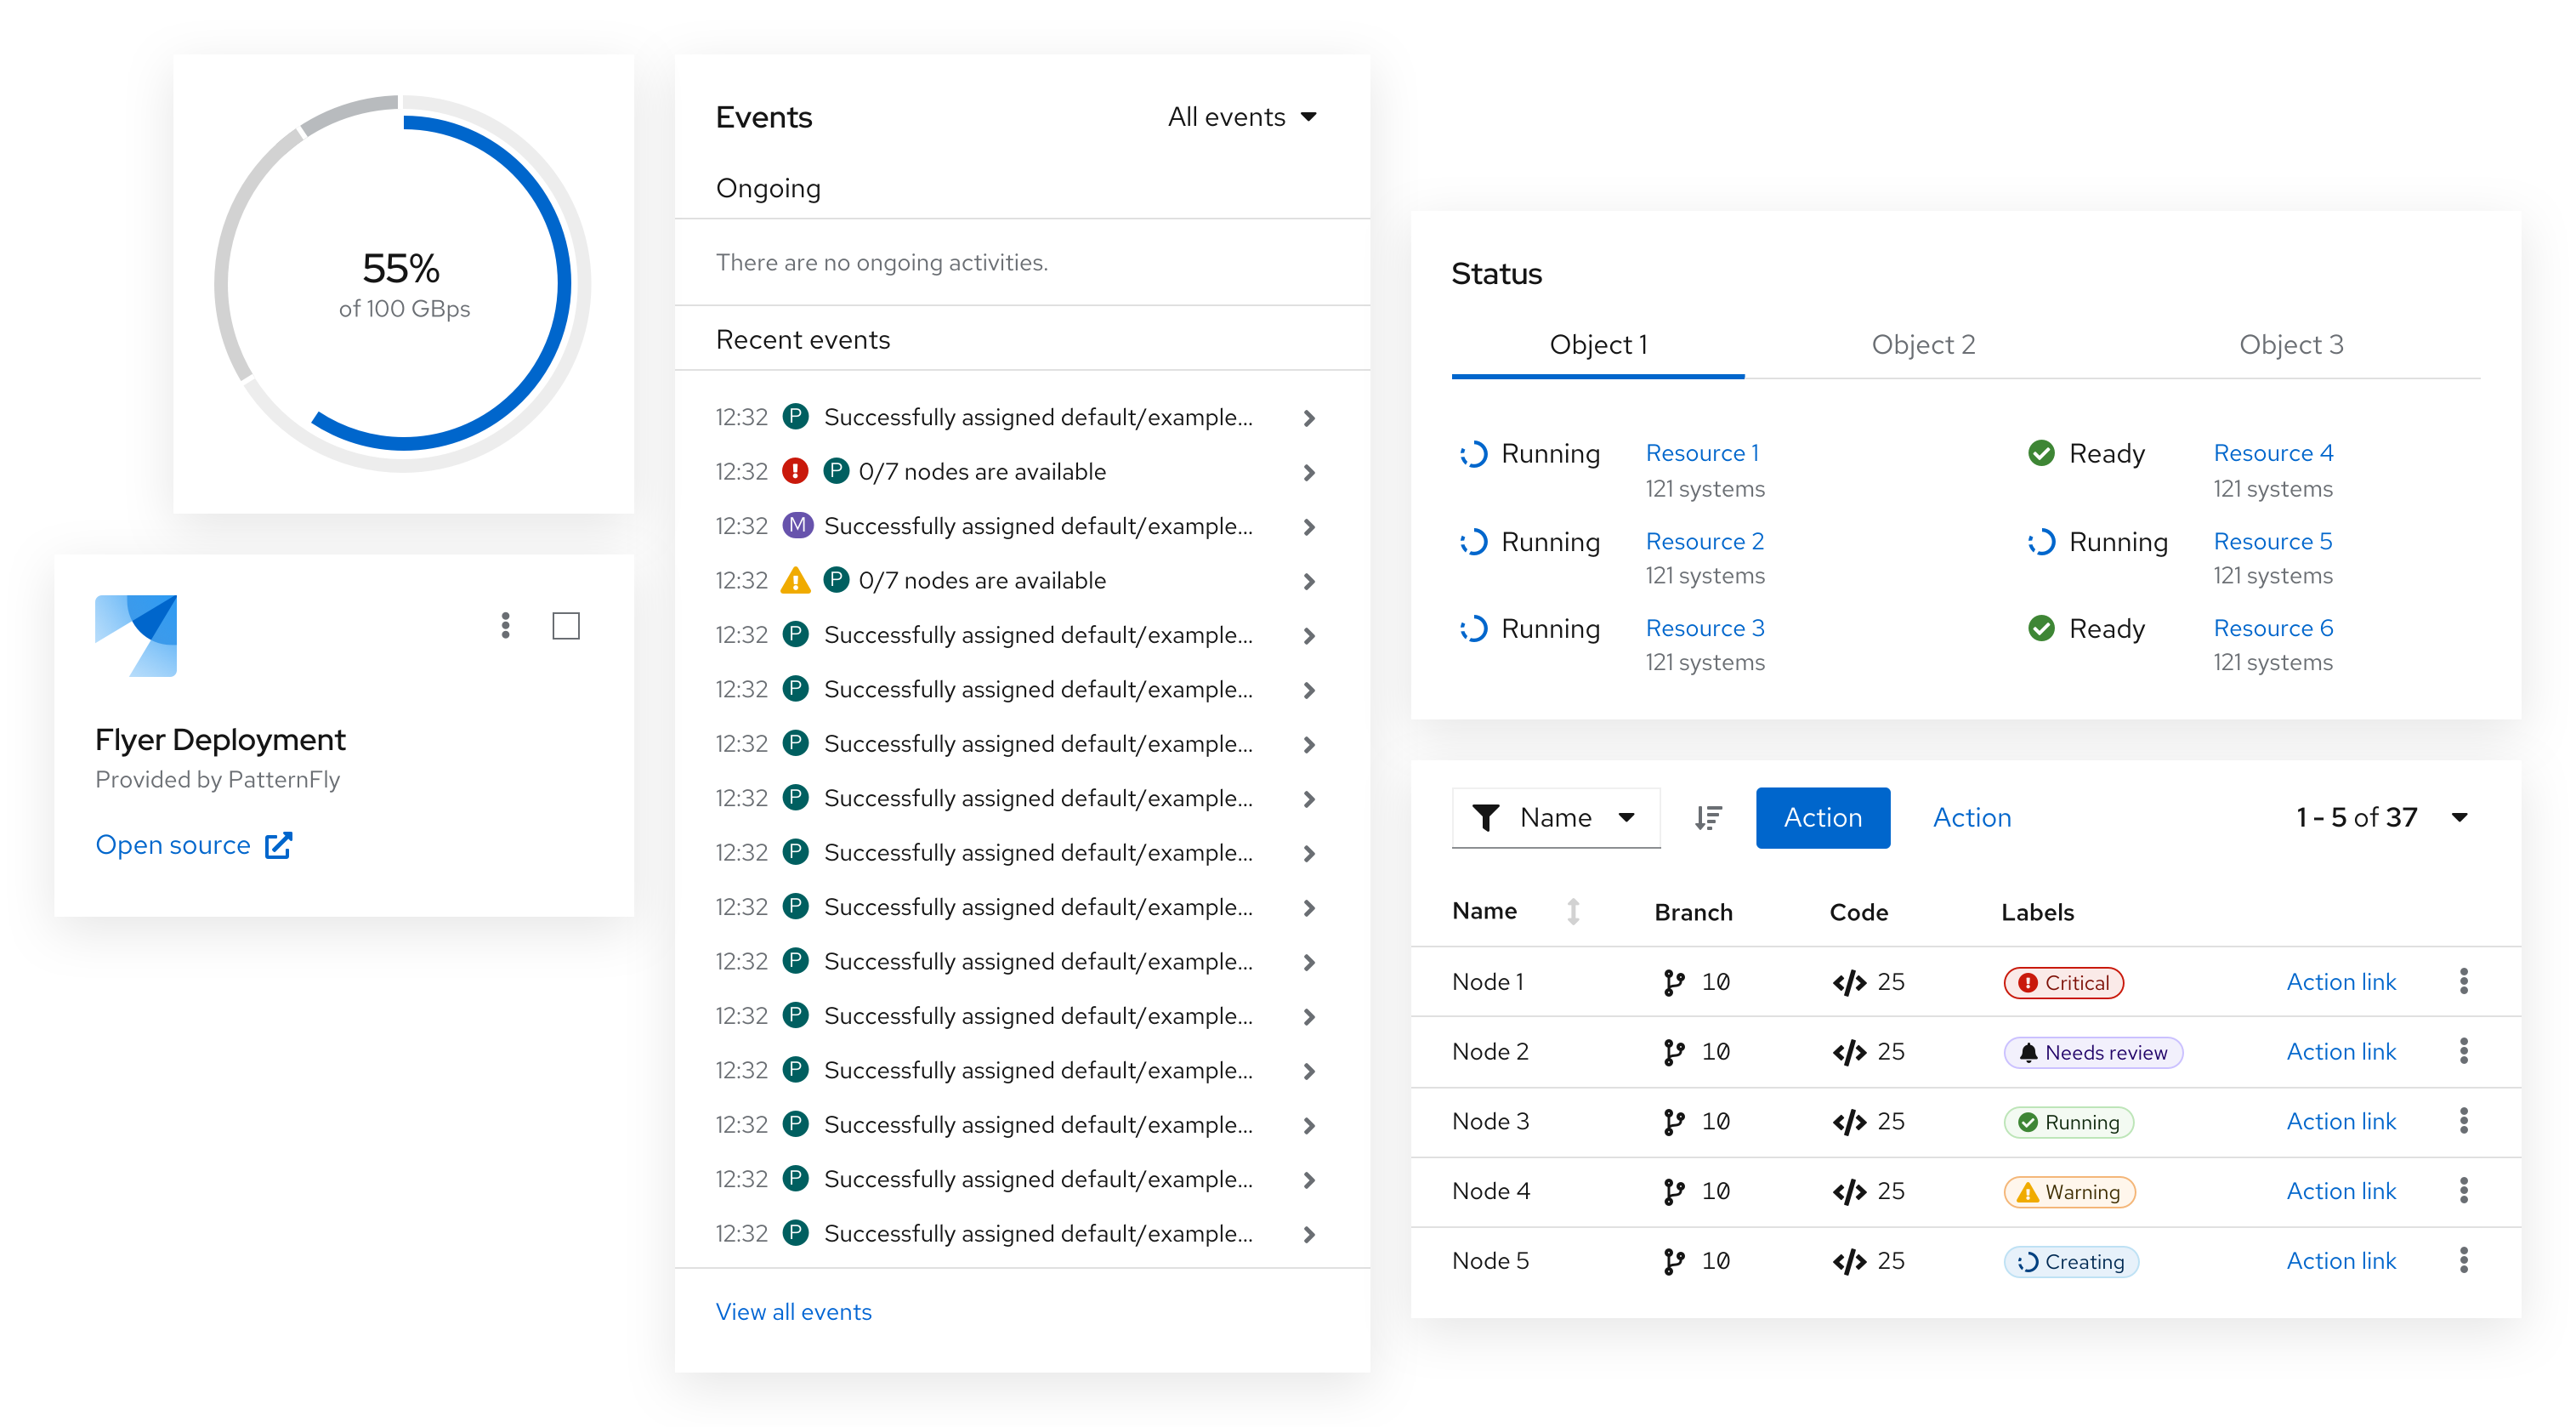 55%
of 100 GBps
Flyer Deployment
Provided by PatternFly
Open source
Events All events
Ongoing
There are no ongoing activities.
Recent events
12:32 P Successfully assigned default/example...
12:32 P 0/7 nodes are available
12:32 M Successfully assigned default/example...
12:32 P 0/7 nodes are available
12:32 P Successfully assigned default/example...
12:32 P Successfully assigned default/example...
12:32 P Successfully assigned default/example...
12:32 P Successfully assigned default/example...
12:32 P Successfully assigned default/example...
12:32 P Successfully assigned default/example...
12:32 P Successfully assigned default/example...
12:32 P Successfully assigned default/example...
12:32 P Successfully assigned default/example...
12:32 P Successfully assigned default/example...
12:32 P Successfully assigned default/example...
12:32 P Successfully assigned default/example...
View all events
Status
Object 1 Object 2 Object 3
Running Resource 1 Ready Resource 4
121 systems 121 systems
Running Resource 2 Running Resource 5
121 systems 121 systems
Running Resource 3 Ready Resource 6
121 systems 121 systems
Name Action Action 1 - 5 of 37
Name Branch Code Labels
Node 1 10 25 Critical Action link
Node 2 10 25 Needs review Action link
Node 3 10 25 Running Action link
Node 4 10 25 Warning Action link
Node 5 10 25 Creating Action link